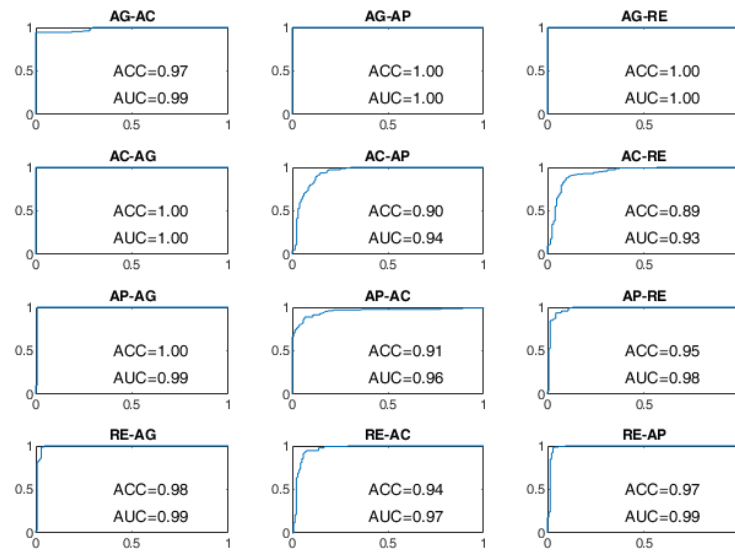 AG-AC AG-AP AG-RE
1 1 1
0.5 ACC=0.97 0.5 ACC=1.00 0.5 ACC=1.00
AUC=0.99 AUC=1.00 AUC=1.00
0 0 0
0 0.5 1 0 0.5 1 0 0.5
AC-AG AC-AP AC-RE
1 1 1
0.5 ACC=1.00 0.5 ACC=0.90 0.5 ACC=0.89
AUC=1.00 AUC=0.94 AUC=0.93
0 0 0
0 0.5 1 0 0.5 1 0 0.5
AP-AG AP-AC AP-RE
1 1 1
0.5 ACC=1.00 0.5 ACC=0.91 0.5 ACC=0.95
AUC=0.99 AUC=0.96 AUC=0.98
0 0 0
0 0.5 1 0 0.5 1 0 0.5
RE-AG RE-AC RE-AP
1 1 1
0.5 ACC=0.98 0.5 ACC=0.94 0.5 ACC=0.97
AUC=0.99 AUC=0.97 AUC=0.99
0 0 0
0 0.5 1 0 0.5 1 0 0.5